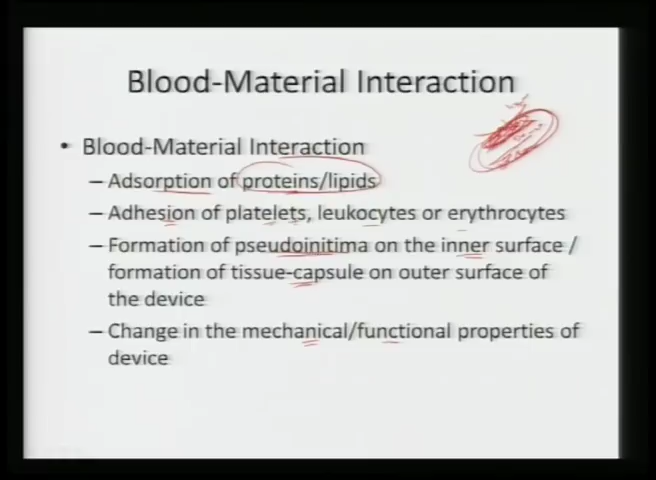 Blood-Material Interaction
• Blood-Material Interaction
– Adsorption of proteins/lipids
– Adhesion of platelets, leukocytes or erythrocytes
– Formation of pseudoinitima on the inner surface /
formation of tissue-capsule on outer surface of
the device
– Change in the mechanical/functional properties of
device